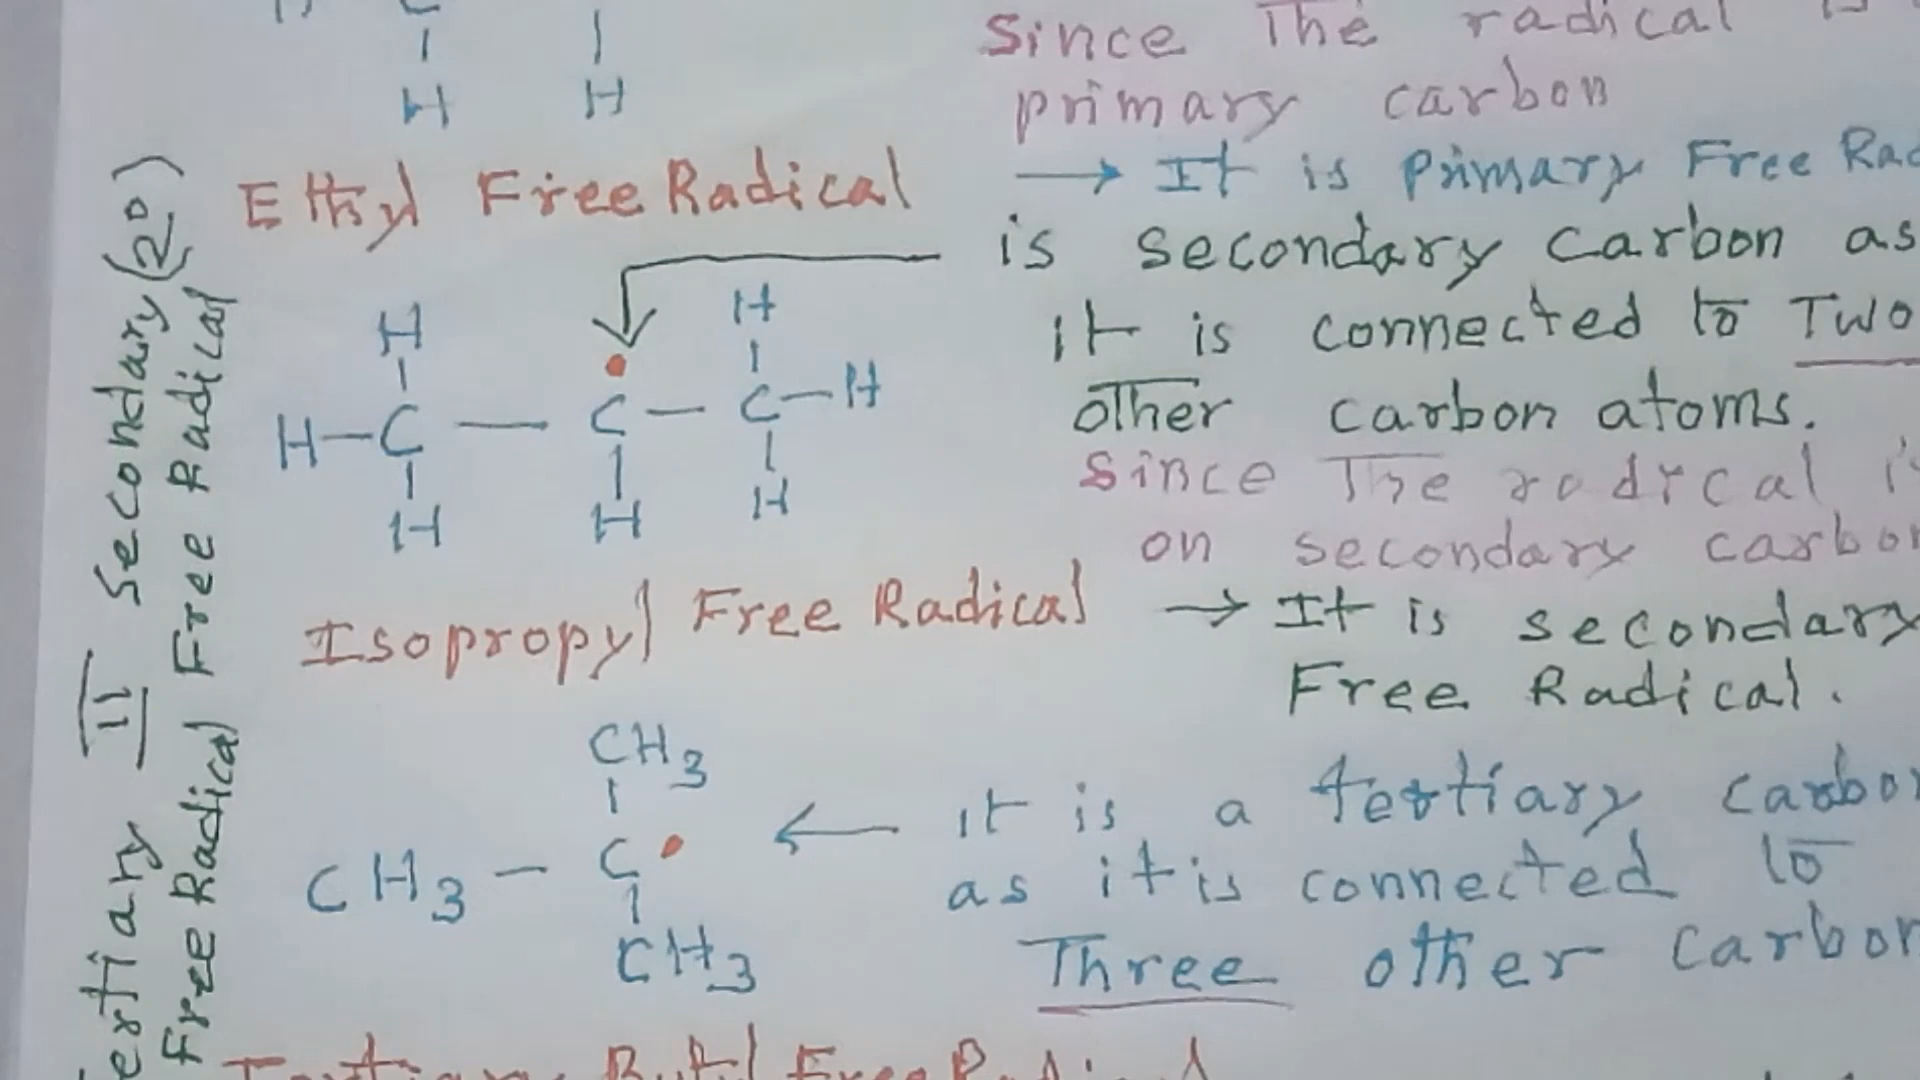 H
H
Since The radical
primary carbon
Ethyl Free Radical
→ It is Primary Free
is secondary carbon as
it is connected to Two
other carbon atoms.
H H
H–C — C – C–H
H H H
Since The radical
on secondary
Isopropyl Free Radical
→ It is secondary
Free Radical.
CH3
CH3 – C •
CH3
← it is a tertiary
as it is connected to
Three other
II Secondary (2°)
Free Radical
Free Radical
Free